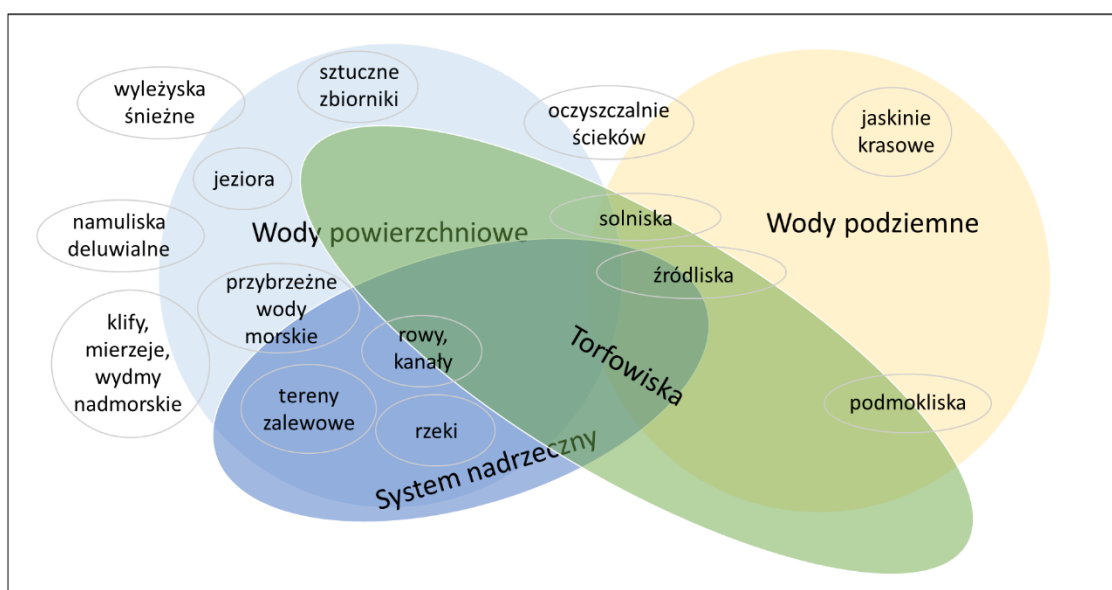 wyleżyska
śnieżne
sztuczne
zbiorniki
oczyszczalnie
ścieków
jaskinie
krasowe
jeziora
namuliska
deluwialne
Wody powierzchniowe
solniska
Wody podziemne
źródliska
przybrzeżne
wody
morskie
klify,
mierzeje,
wydmy
nadmorskie
rowy,
kanały
Torfowiska
tereny
zalewowe
rzeki
podmokliska
System nadrzeczny